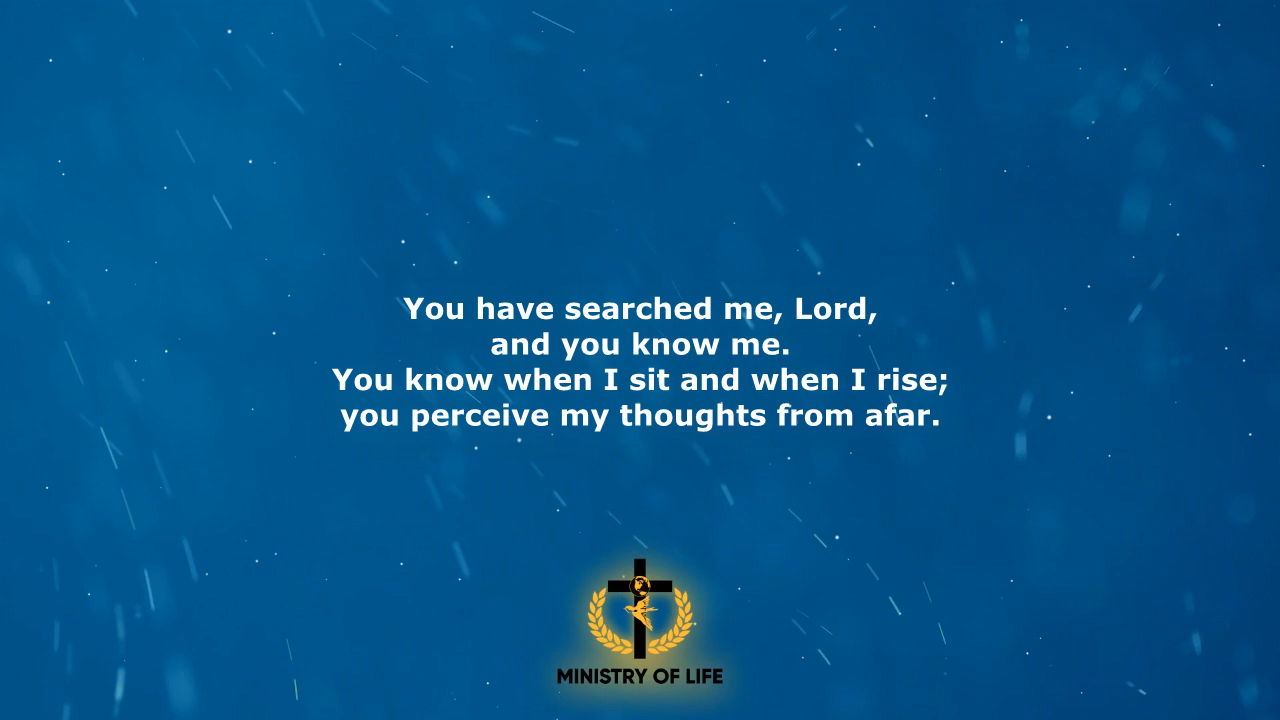 You have searched me, Lord,
and you know me.
You know when I sit and when I rise;
you perceive my thoughts from afar.
MINISTRY OF LIFE